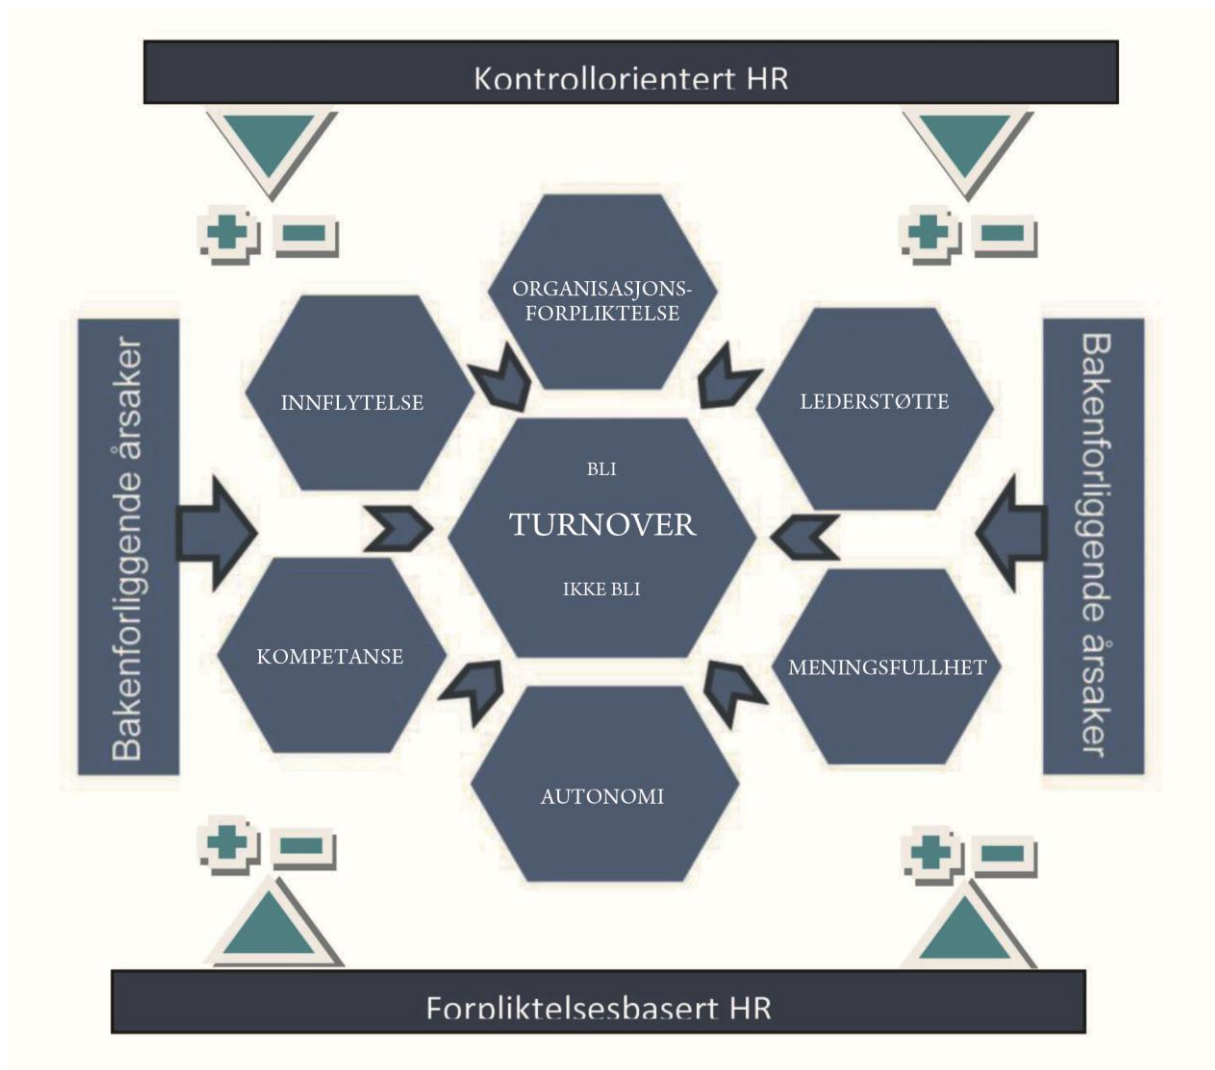 Kontrollorientert HR
ORGANISASJONS-
FORPLIKTELSE
INNFLYTELSE
LEDERSTØTTE
Bakenforliggende årsaker
BLI
TURNOVER
IKKE BLI
Bakenforliggende årsaker
KOMPETANSE
MENINGSFULLHET
AUTONOMI
Forpliktelsesbasert HR